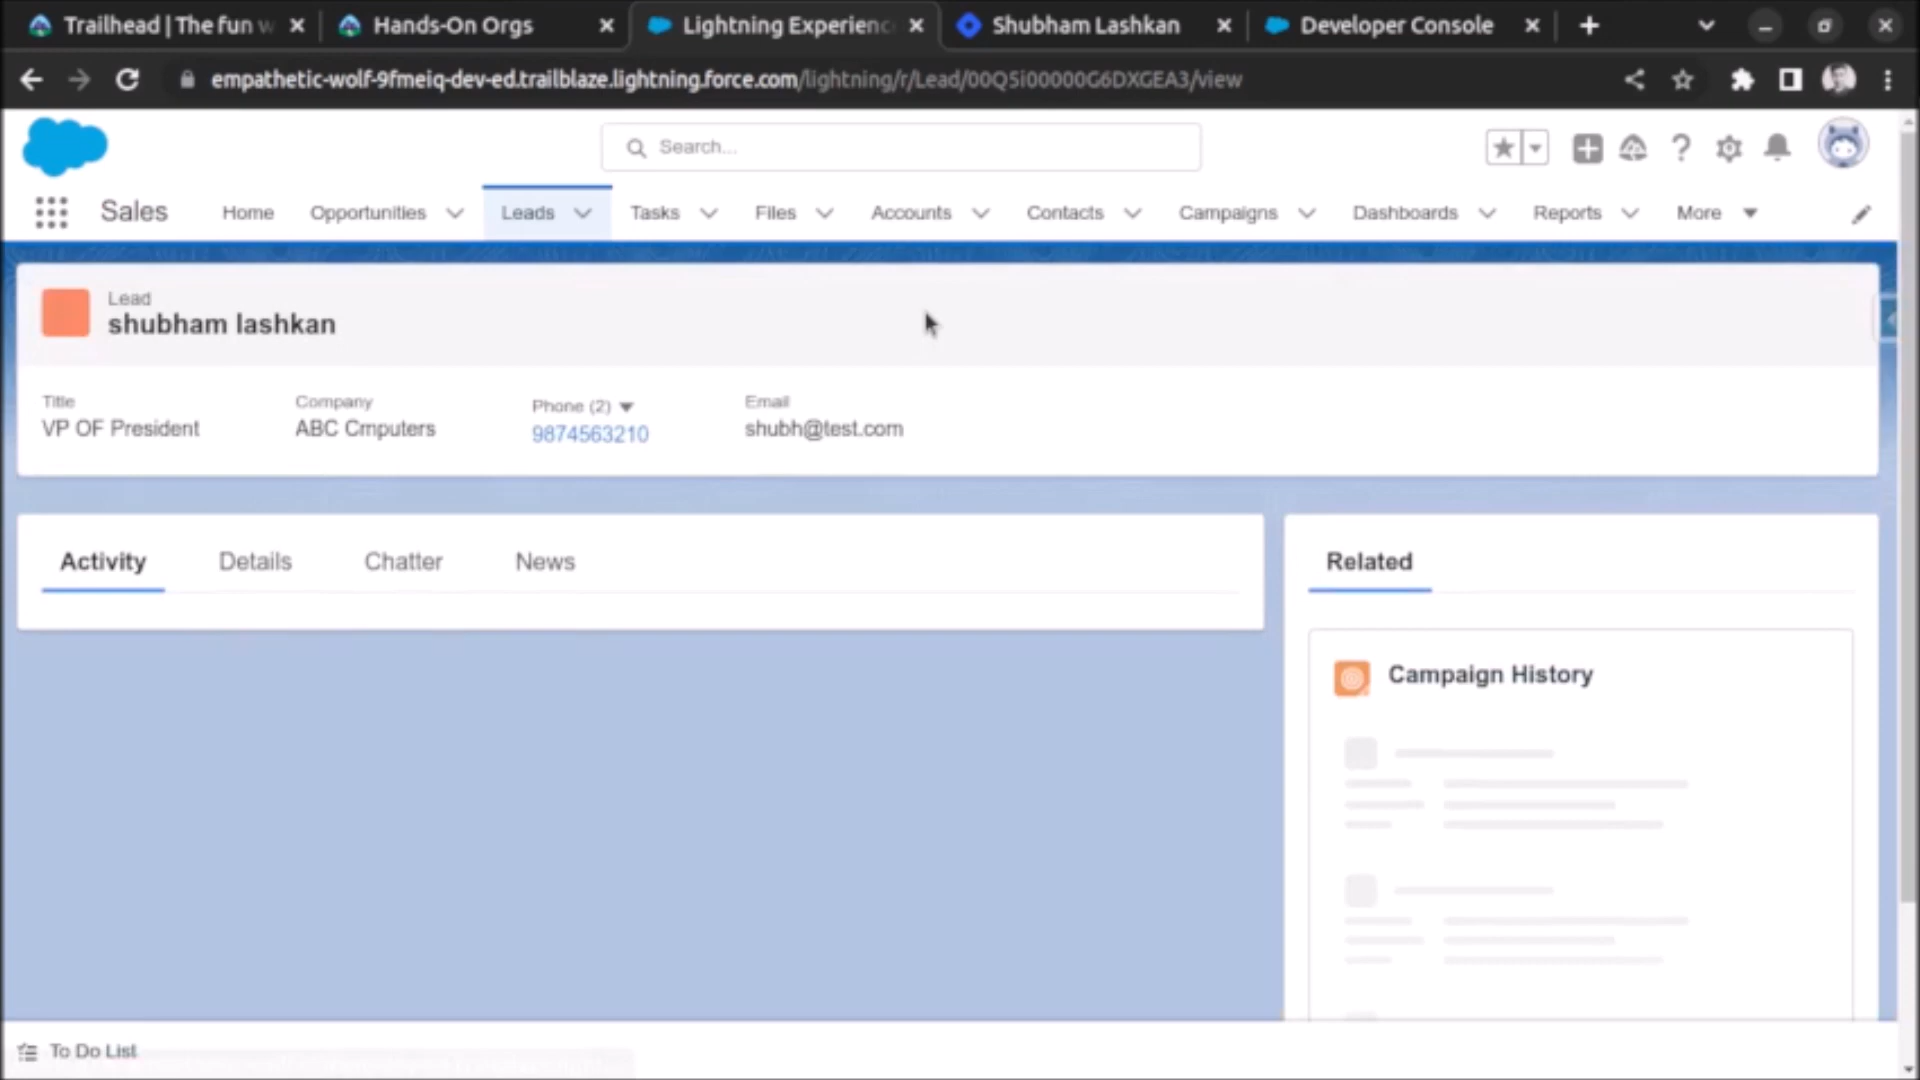 Trailhead | The fun w
Hands-On Orgs
Lightning Experienc
Shubham Lashkan
Developer Console
empathetic-wolf-9fmeiq-dev-ed.trailblaze.lightning.force.com/lightning/r/Lead/00Q5i00000G6DXGEA3/view
Search...
Sales
Home
Opportunities
Leads
Tasks
Files
Accounts
Contacts
Campaigns
Dashboards
Reports
More
Lead
shubham lashkan
Title
Company
Phone (2)
Email
VP OF President
ABC Cmputers
9874563210
shubh@test.com
Activity
Details
Chatter
News
Related
Campaign History
To Do List